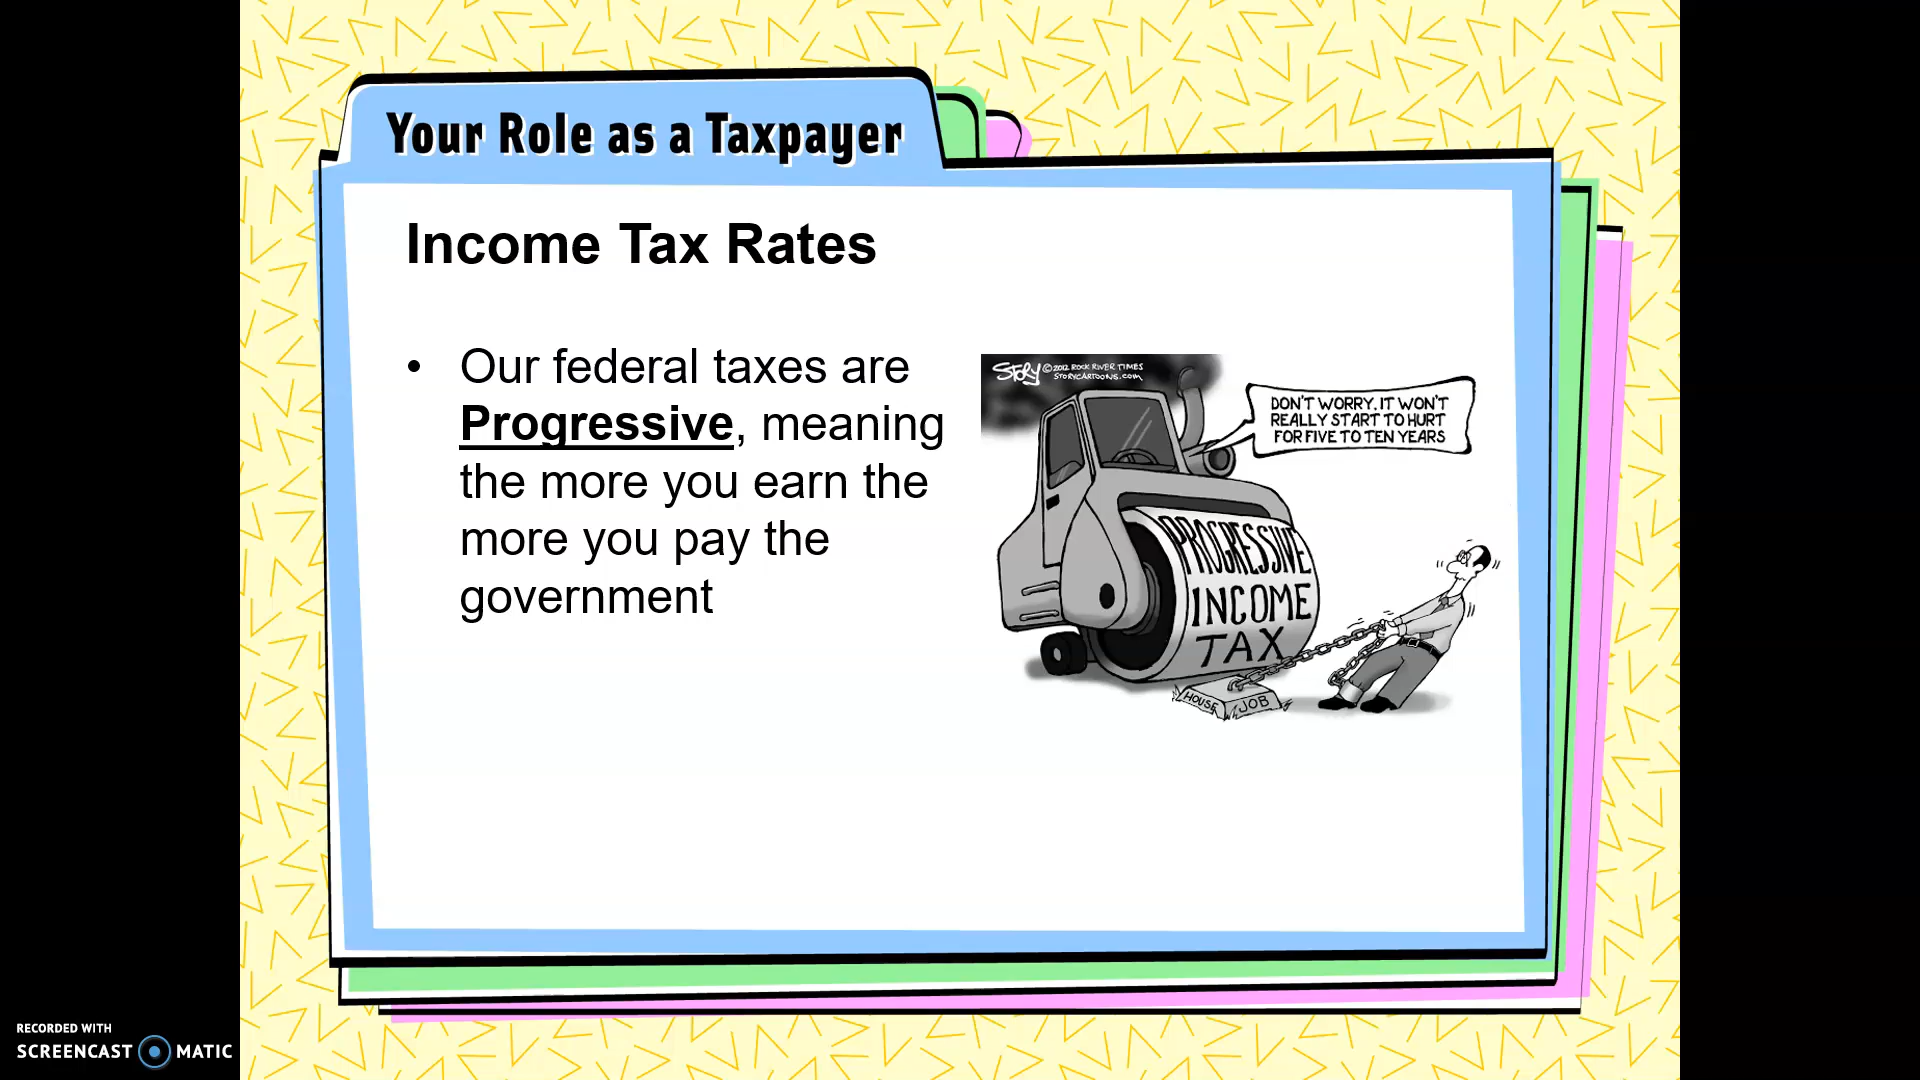 Your Role as a Taxpayer
Income Tax Rates
• Our federal taxes are
Progressive, meaning
the more you earn the
more you pay the
government
STORY © 2012 ROCK RIVER TIMES
STORYCARTOONS.COM
DON'T WORRY. IT WON'T
REALLY START TO HURT
FOR FIVE TO TEN YEARS
PROGRESSIVE
INCOME
TAX
HOUSE JOB
RECORDED WITH
SCREENCAST MATIC